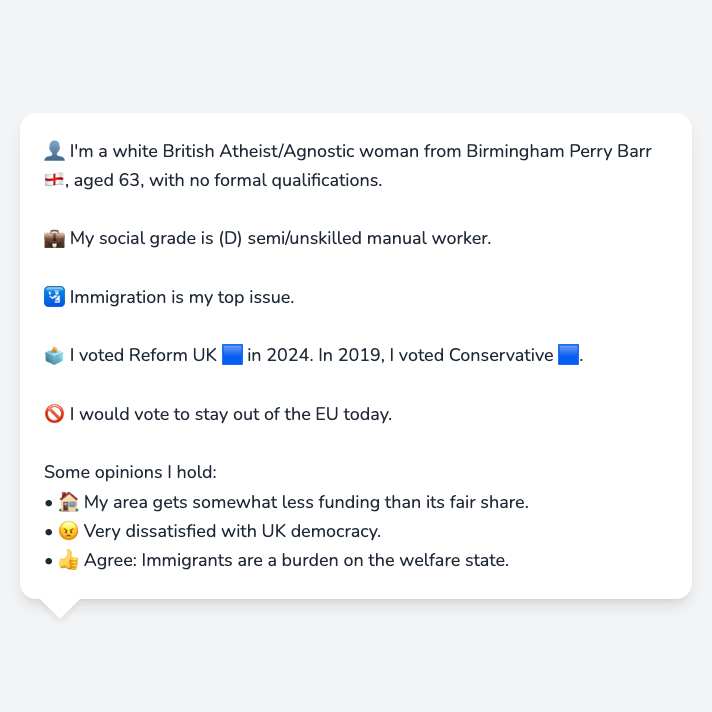 👤 I'm a white British Atheist/Agnostic woman from Birmingham Perry Barr
🏴󠁧󠁢󠁥󠁮󠁧󠁿, aged 63, with no formal qualifications.
💼 My social grade is (D) semi/unskilled manual worker.
🛂 Immigration is my top issue.
🗳️ I voted Reform UK 🟦 in 2024. In 2019, I voted Conservative 🟦.
🚫 I would vote to stay out of the EU today.
Some opinions I hold:
• 🏠 My area gets somewhat less funding than its fair share.
• 😠 Very dissatisfied with UK democracy.
• 👍 Agree: Immigrants are a burden on the welfare state.